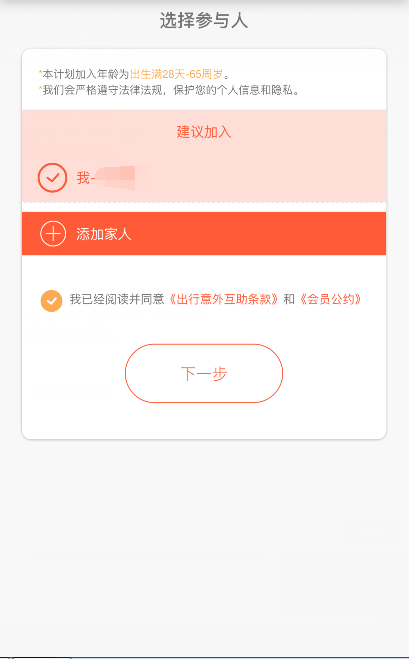 选择参与人
*本计划加入年龄为出生满28天-65周岁。
*我们会严格遵守法律法规，保护您的个人信息和隐私。
建议加入
我-
添加家人
我已经阅读并同意《出行意外互助条款》和《会员公约》
下一步